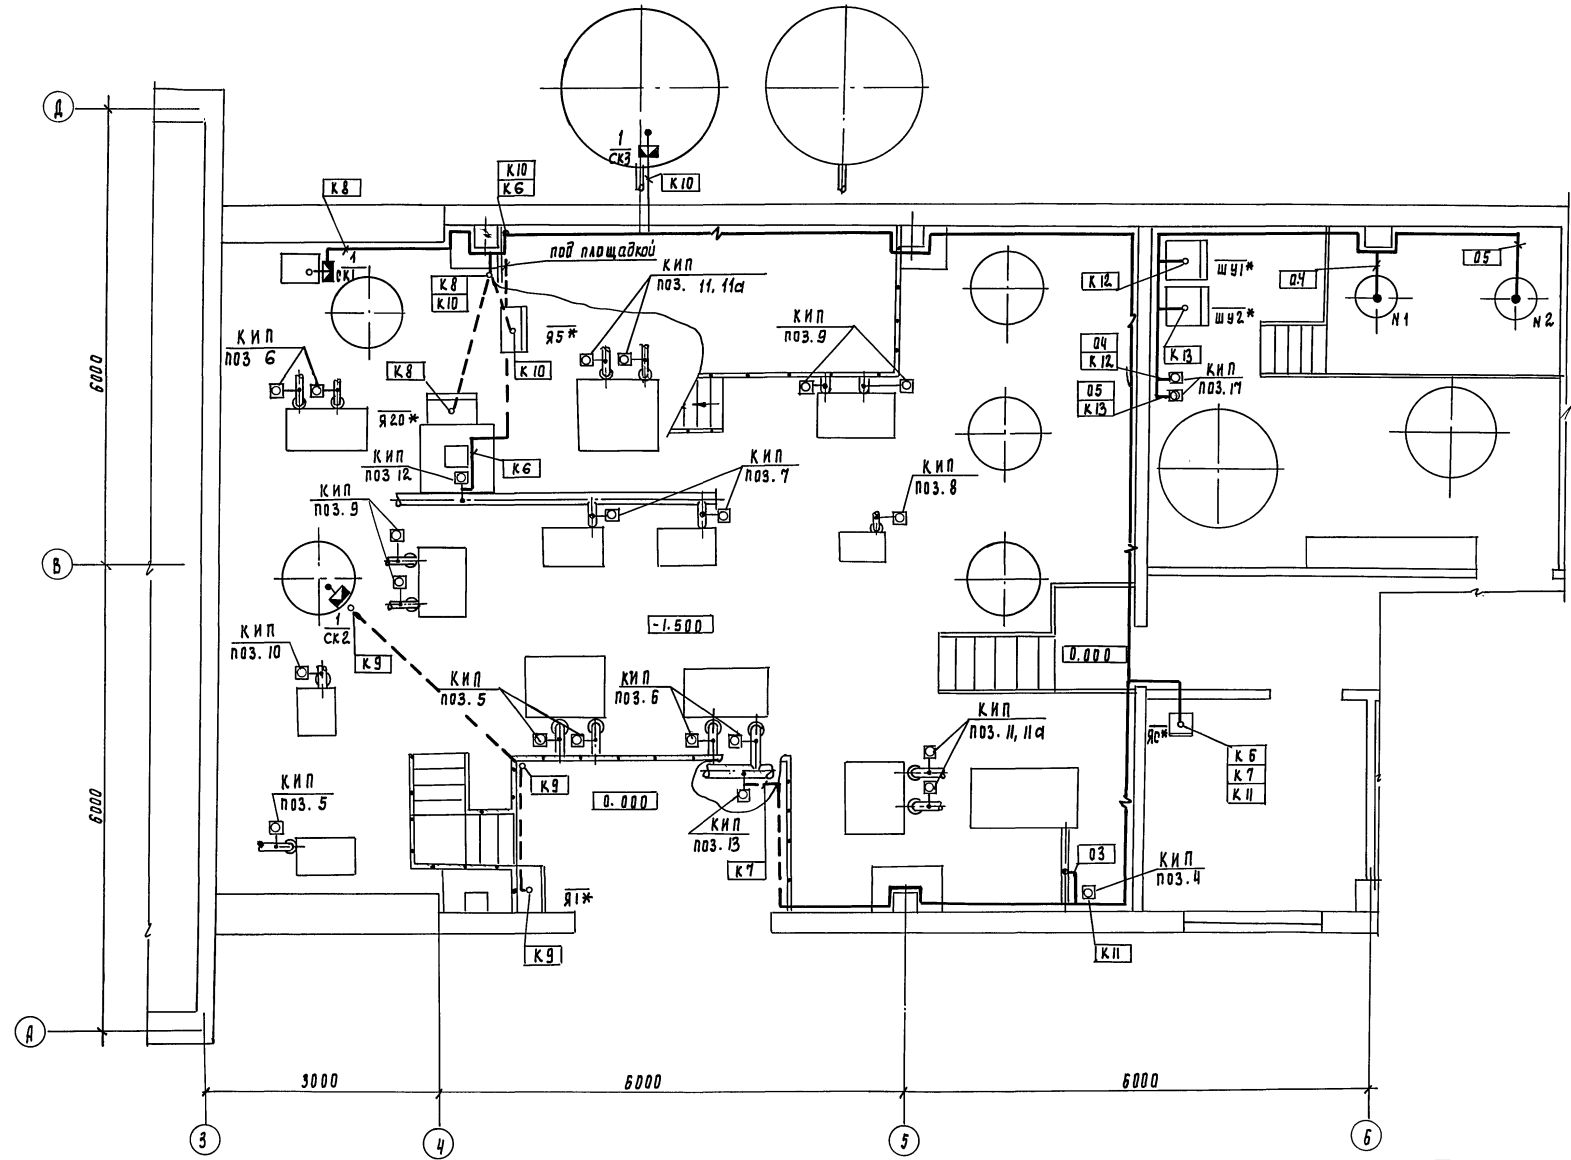 Д
1
СК3
К10
К10
К6
К8
ПОД ПЛОЩАДКОЙ
1
СК1
К8
К10
КИП
ПОЗ. 11, 11а
КИП
ПОЗ.9
К12
ШУ1*
ШУ2*
К13
04
05
N1
N2
Я5*
К10
КИП
ПОЗ 6
К8
Я20*
04
К12
05
К13
КИП
ПОЗ.17
КИП
ПОЗ 12
К6
КИП
ПОЗ.7
КИП
ПОЗ.8
КИП
ПОЗ.9
6000
В
1
СК2
-1.500
К9
КИП
ПОЗ.10
0.000
КИП
ПОЗ.5
КИП
ПОЗ.6
КИП
ПОЗ.11, 11а
ЯС*
К6
К7
К11
К9
0.000
КИП
ПОЗ.5
КИП
ПОЗ.13
К7
03
КИП
ПОЗ.4
6000
Я1*
К9
К11
А
3000
6000
6000
3
4
5
6